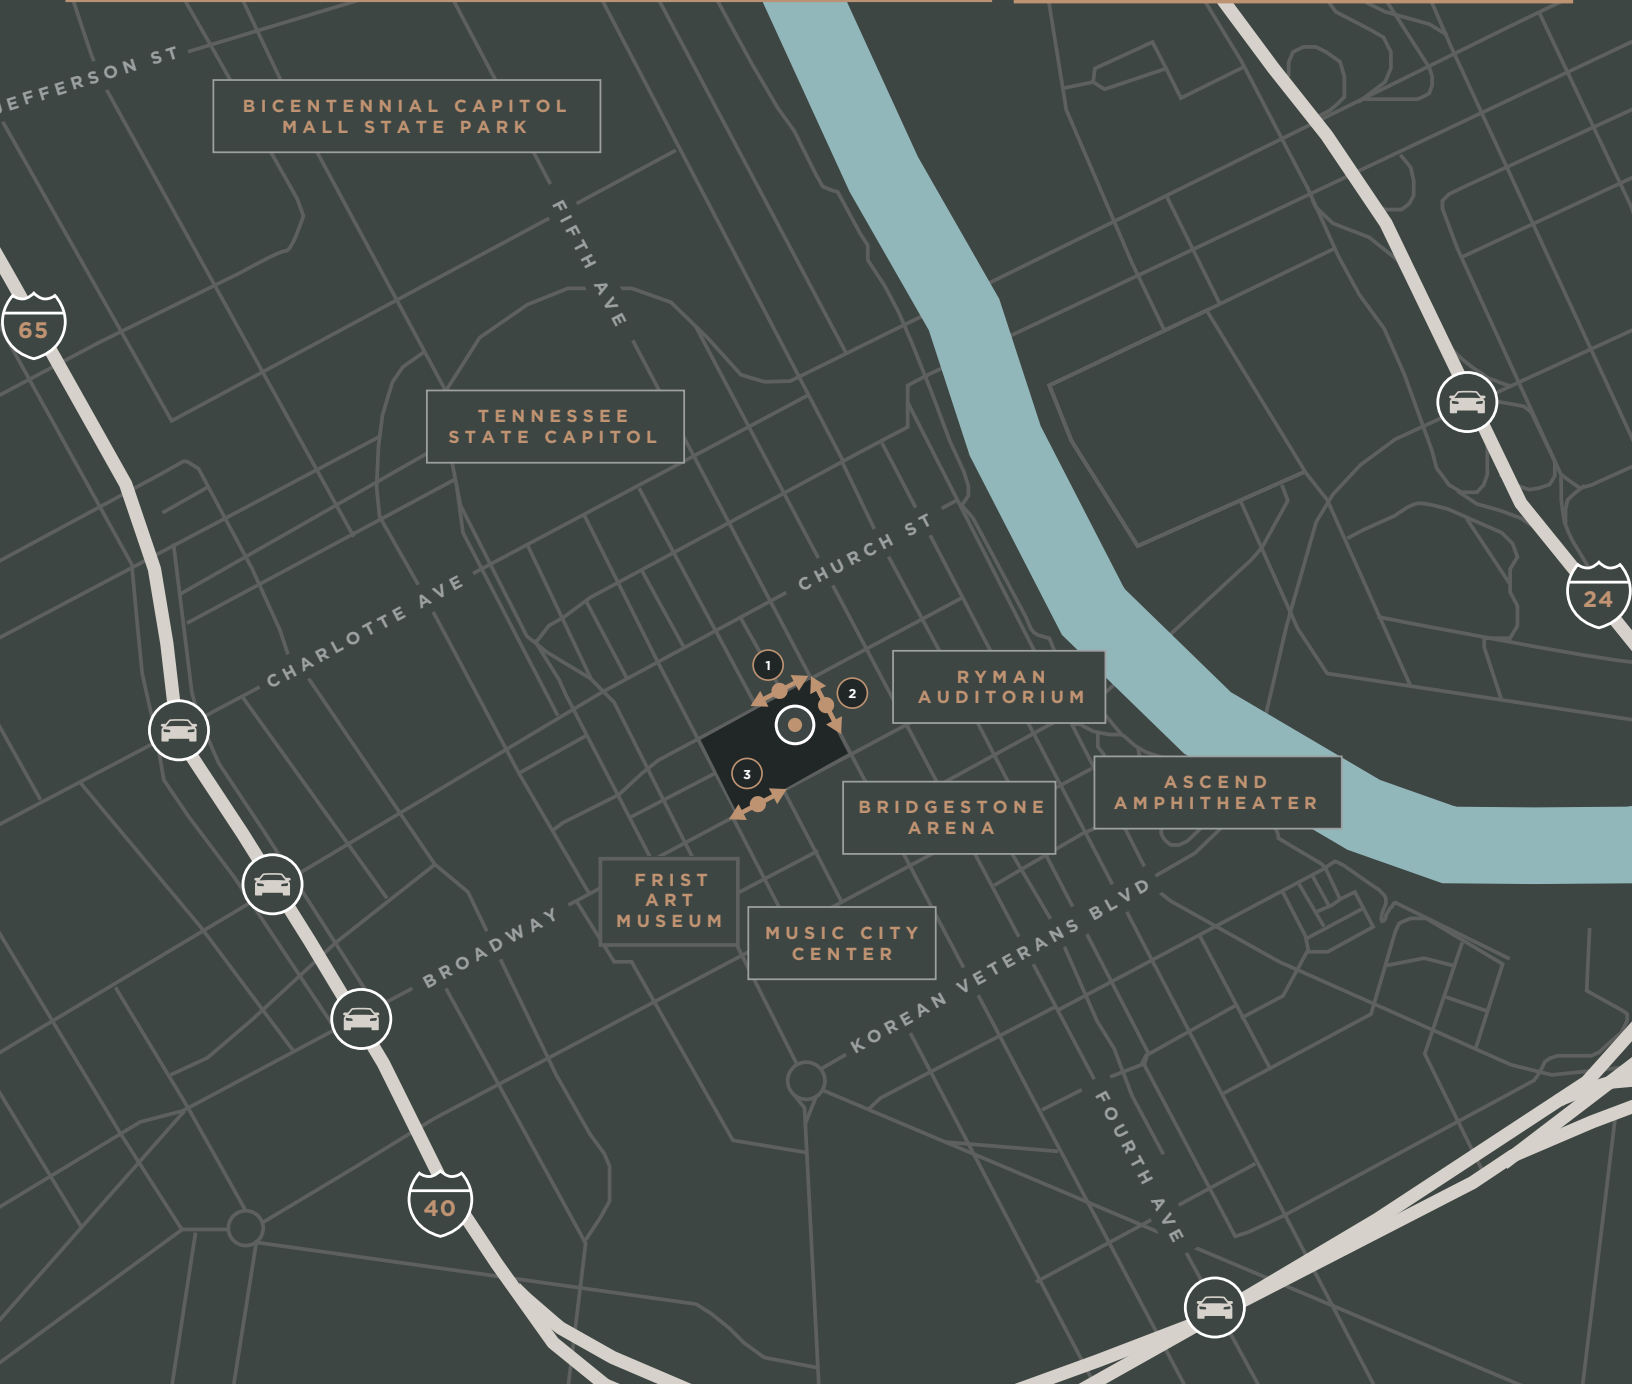 JEFFERSON ST
BICENTENNIAL CAPITOL
MALL STATE PARK
FIFTH AVE
65
TENNESSEE
STATE CAPITOL
CHURCH ST
24
CHARLOTTE AVE
1
2
RYMAN
AUDITORIUM
3
ASCEND
AMPHITHEATER
BRIDGESTONE
ARENA
FRIST
ART
MUSEUM
MUSIC CITY
CENTER
BROADWAY
KOREAN VETERANS BLVD
FOURTH AVE
40